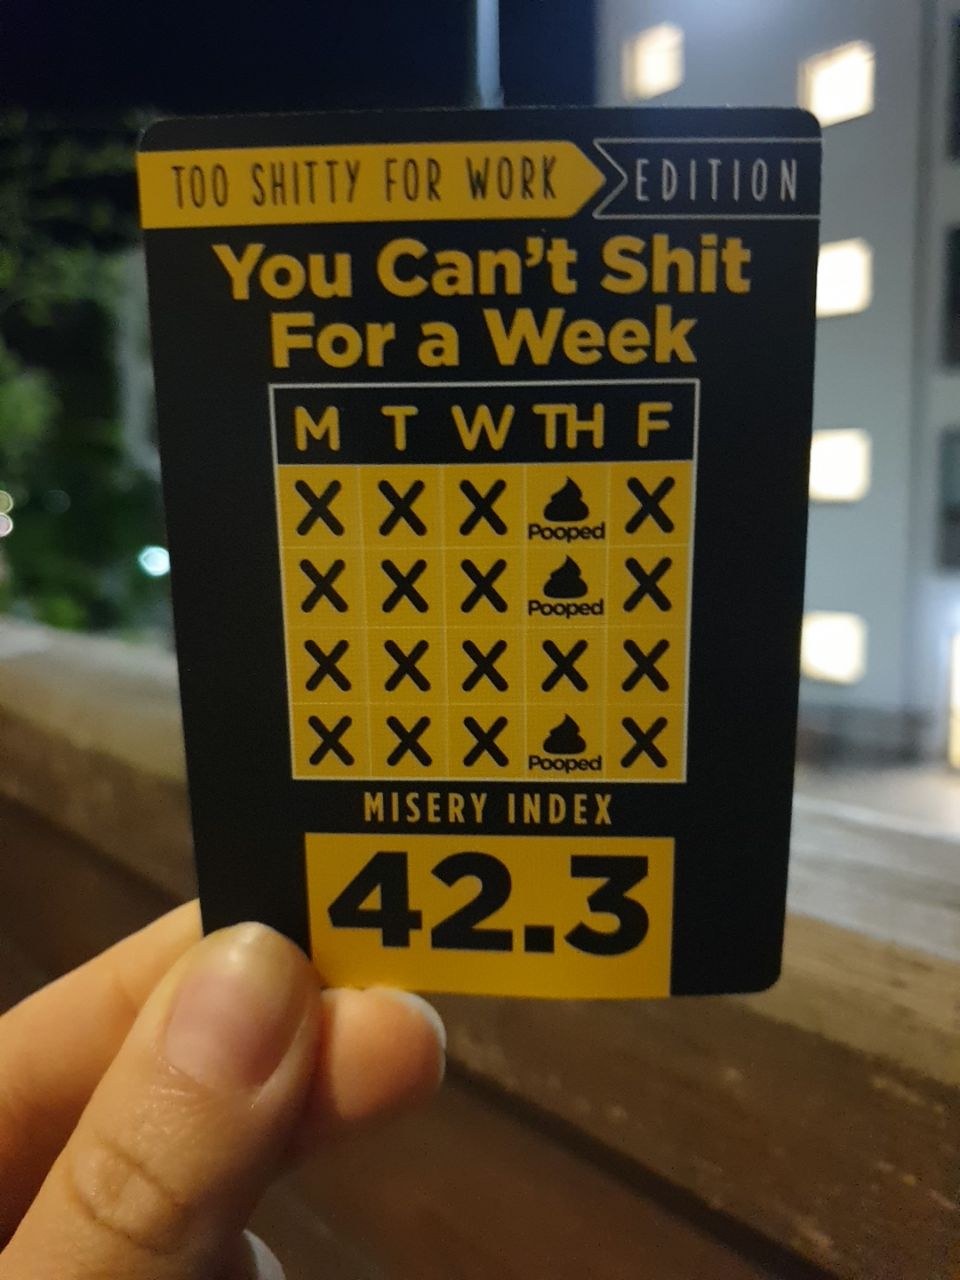 TOO SHITTY FOR WORK EDITION
You Can't Shit
For a Week
M T W TH F
X X X Pooped X
X X X Pooped X
X X X X X
X X X Pooped X
MISERY INDEX
42.3